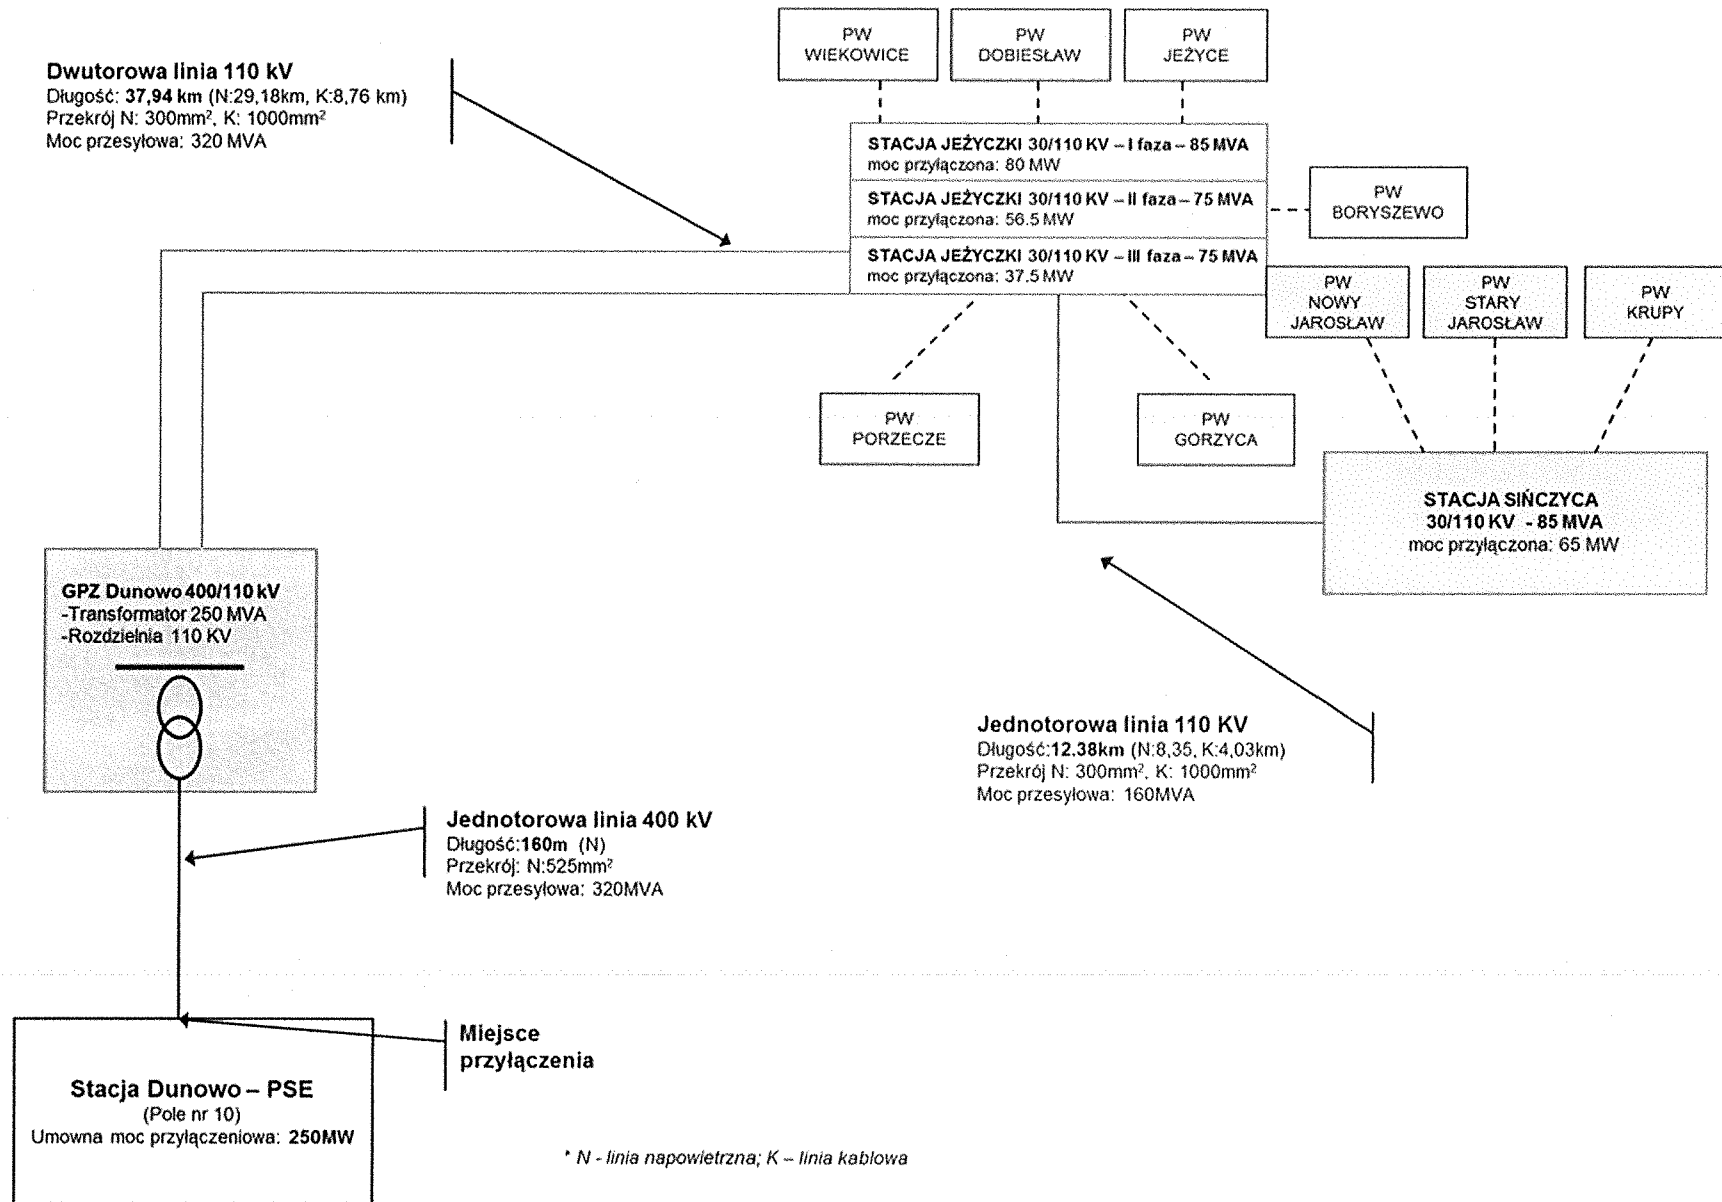 PW
WIEKOWICE
PW
DOBIESŁAW
PW
JEŻYCE
Dwutorowa linia 110 kV
Długość: 37,94 km (N:29,18km, K:8,76 km)
Przekrój N: 300mm², K: 1000mm²
Moc przesyłowa: 320 MVA
STACJA JEŻYCZKI 30/110 KV – I faza – 85 MVA
moc przyłączona: 80 MW
STACJA JEŻYCZKI 30/110 KV – II faza – 75 MVA
moc przyłączona: 56.5 MW
STACJA JEŻYCZKI 30/110 KV – III faza – 75 MVA
moc przyłączona: 37.5 MW
PW
BORYSZEWO
PW
NOWY
JAROSŁAW
PW
STARY
JAROSŁAW
PW
KRUPY
PW
PORZECZE
PW
GORZYCA
STACJA SIŃCZYCA
30/110 KV - 85 MVA
moc przyłączona: 65 MW
GPZ Dunowo 400/110 kV
-Transformator 250 MVA
-Rozdzielnia 110 KV
Jednotorowa linia 110 KV
Długość:12.38km (N:8,35, K:4,03km)
Przekrój N: 300mm², K: 1000mm²
Moc przesyłowa: 160MVA
Jednotorowa linia 400 kV
Długość:160m (N)
Przekrój: N:525mm²
Moc przesyłowa: 320MVA
Miejsce
przyłączenia
Stacja Dunowo – PSE
(Pole nr 10)
Umowna moc przyłączeniowa: 250MW
* N - linia napowietrzna; K – linia kablowa